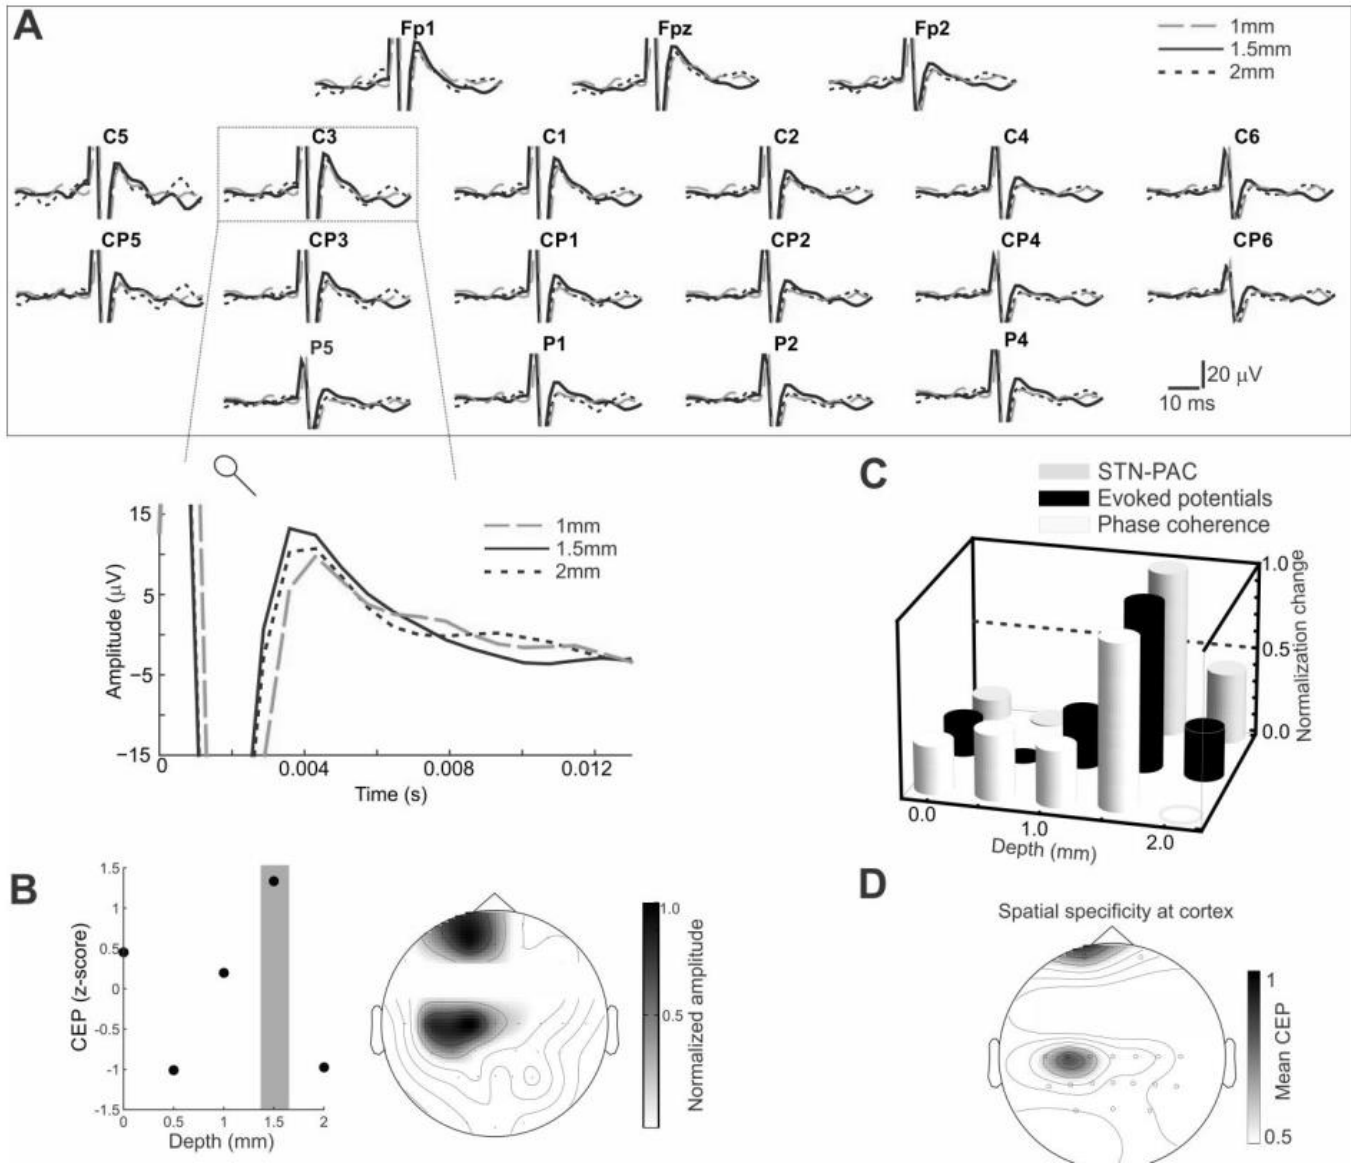 A
Fp1 Fpz Fp2
1mm
1.5mm
2mm
C5 C3 C1 C2 C4 C6
CP5 CP3 CP1 CP2 CP4 CP6
P5 P1 P2 P4
20 μV
10 ms
15
5
−5
−15
Amplitude (μV)
0 0.004 0.008 0.012
Time (s)
1mm
1.5mm
2mm
C
STN-PAC
Evoked potentials
Phase coherence
1.0
0.5
0.0
Normalization change
0.0 1.0 2.0
Depth (mm)
B
1.5
1
0.5
0
-0.5
-1
-1.5
CEP (z-score)
0 0.5 1 1.5 2
Depth (mm)
1.0
0.5
Normalized amplitude
D
Spatial specificity at cortex
1
0.5
Mean CEP